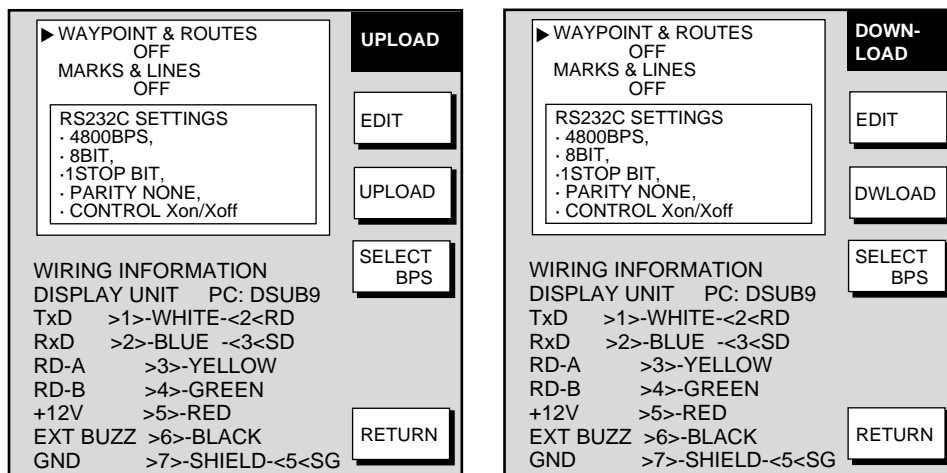 ▶ WAYPOINT & ROUTES
OFF
MARKS & LINES
OFF
RS232C SETTINGS
· 4800BPS,
· 8BIT,
·1STOP BIT,
· PARITY NONE,
· CONTROL Xon/Xoff
WIRING INFORMATION
DISPLAY UNIT PC: DSUB9
TxD >1>-WHITE-<2<RD
RxD >2>-BLUE -<3<SD
RD-A >3>-YELLOW
RD-B >4>-GREEN
+12V >5>-RED
EXT BUZZ >6>-BLACK
GND >7>-SHIELD-<5<SG
UPLOAD
EDIT
UPLOAD
SELECT
BPS
RETURN
▶ WAYPOINT & ROUTES
OFF
MARKS & LINES
OFF
RS232C SETTINGS
· 4800BPS,
· 8BIT,
·1STOP BIT,
· PARITY NONE,
· CONTROL Xon/Xoff
WIRING INFORMATION
DISPLAY UNIT PC: DSUB9
TxD >1>-WHITE-<2<RD
RxD >2>-BLUE -<3<SD
RD-A >3>-YELLOW
RD-B >4>-GREEN
+12V >5>-RED
EXT BUZZ >6>-BLACK
GND >7>-SHIELD-<5<SG
DOWN-
LOAD
EDIT
DWLOAD
SELECT
BPS
RETURN